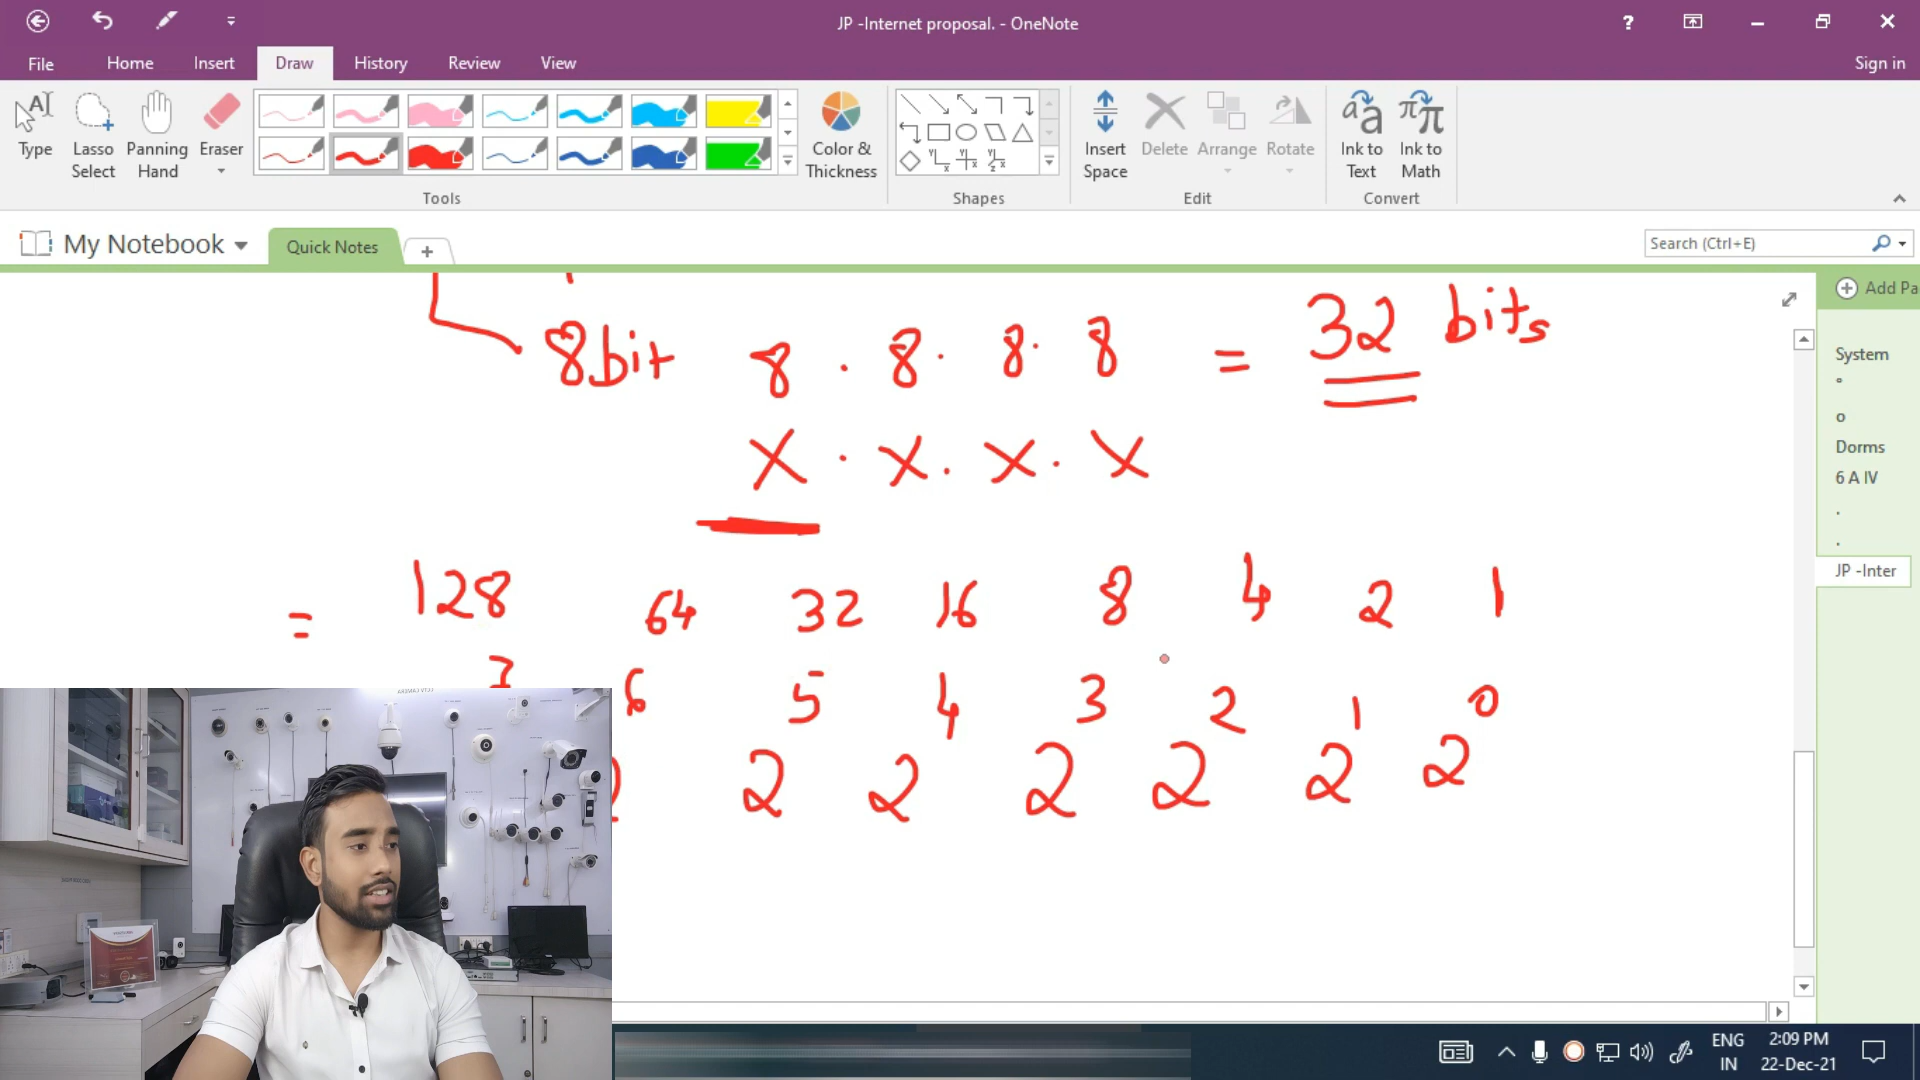 JP -Internet proposal. - OneNote
File Home Insert Draw History Review View Sign in
Type Lasso Select Panning Hand Eraser Color & Thickness Insert Space Delete Arrange Rotate Ink to Text Ink to Math
Tools Shapes Edit Convert
My Notebook Quick Notes Search (Ctrl+E)
Add Pa
System
Dorms
6 A IV
JP -Inter
8bit 8 . 8 . 8 . 8 = 32 bits
X . X . X . X
= 128 64 32 16 8 4 2 1
7 6 5 4 3 2 1 0
2 2 2 2 2 2 2
ENG 2:09 PM
IN 22-Dec-21